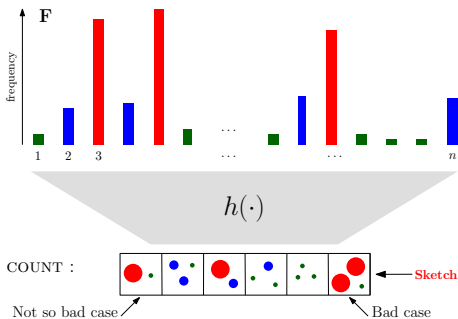 F
frequency
... 
1 2 3 ... ... n
h(·)
COUNT :
Sketch
Not so bad case
Bad case